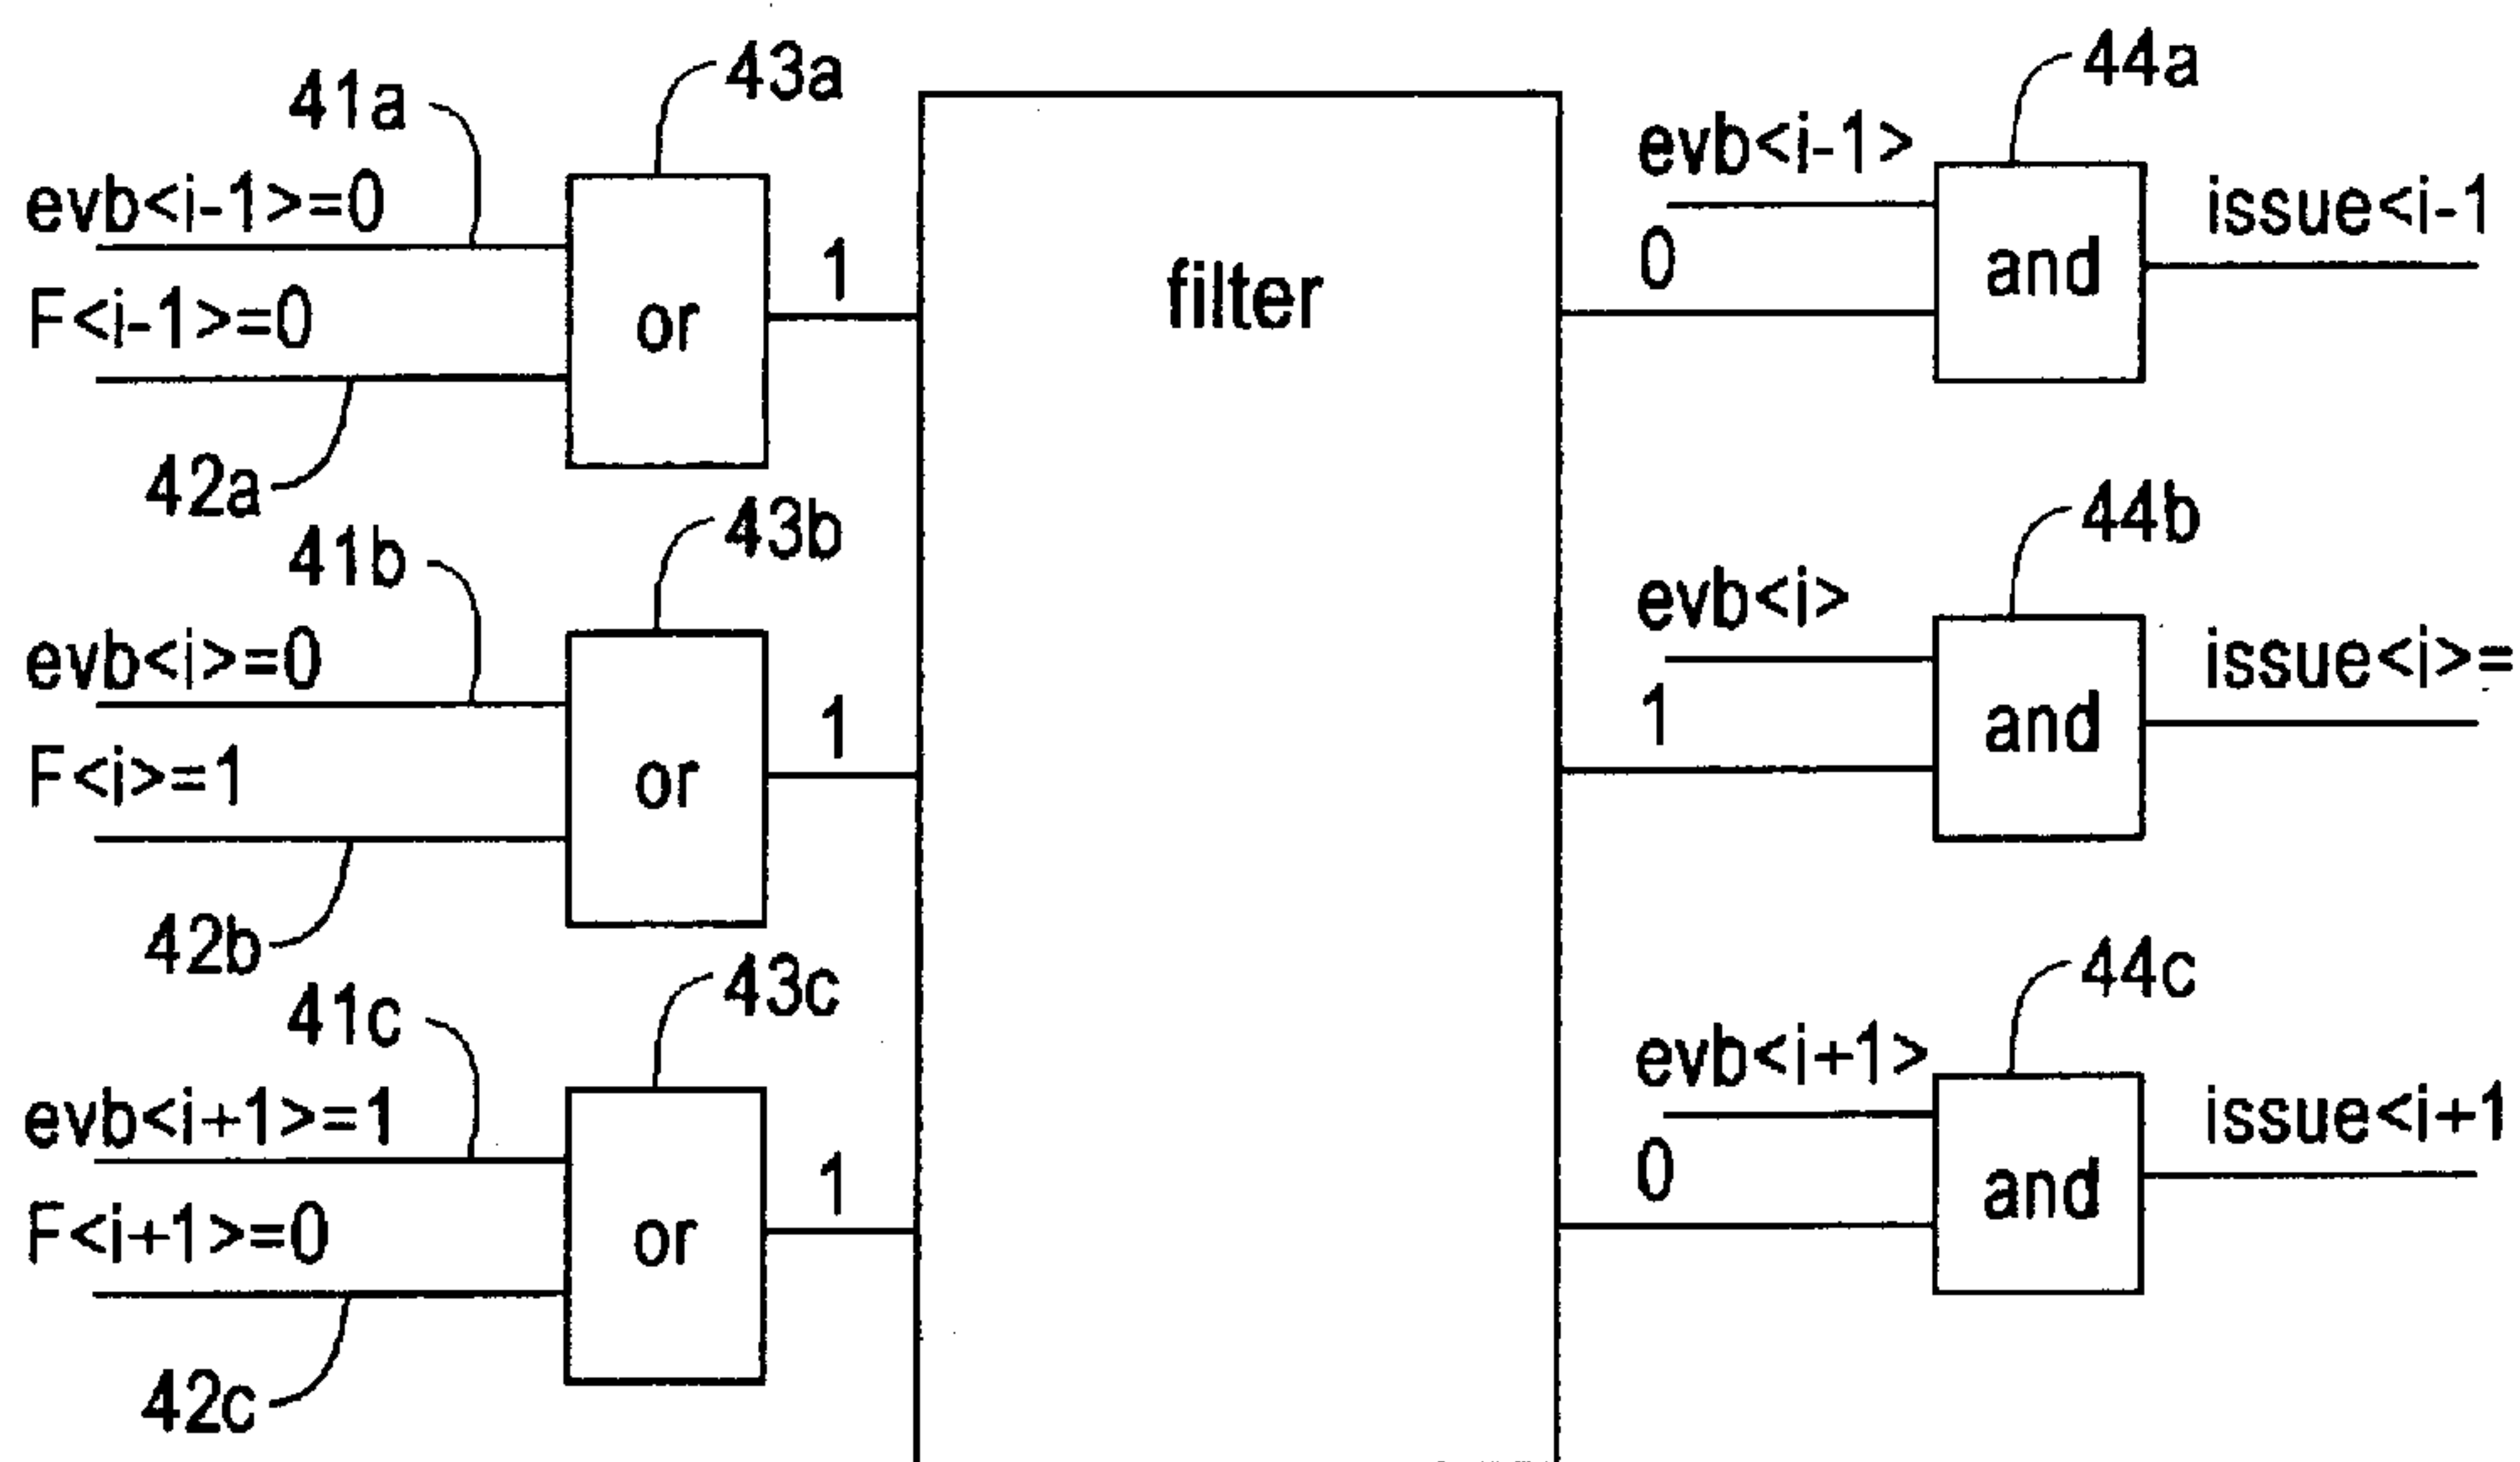 43a
44a
41a
evb<i-1>
evb<i-1>=0
issue<i-1
1
0
filter
and
F<i-1>=0
or
42a
43b
44b
41b
evb<i>
evb<i>=0
issue<i>=
1
1
and
F<i>=1
or
42b
43c
44c
41c
evb<i+1>
evb<i+1>=1
issue<i+1
1
0
and
F<i+1>=0
or
42c